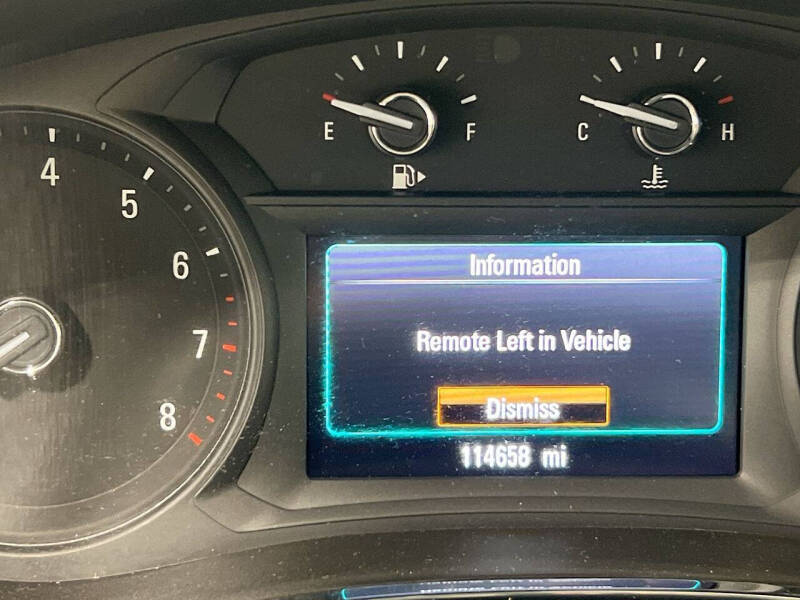 E F
C H
4
5
6
7
8
Information
Remote Left in Vehicle
Dismiss
114658 mi